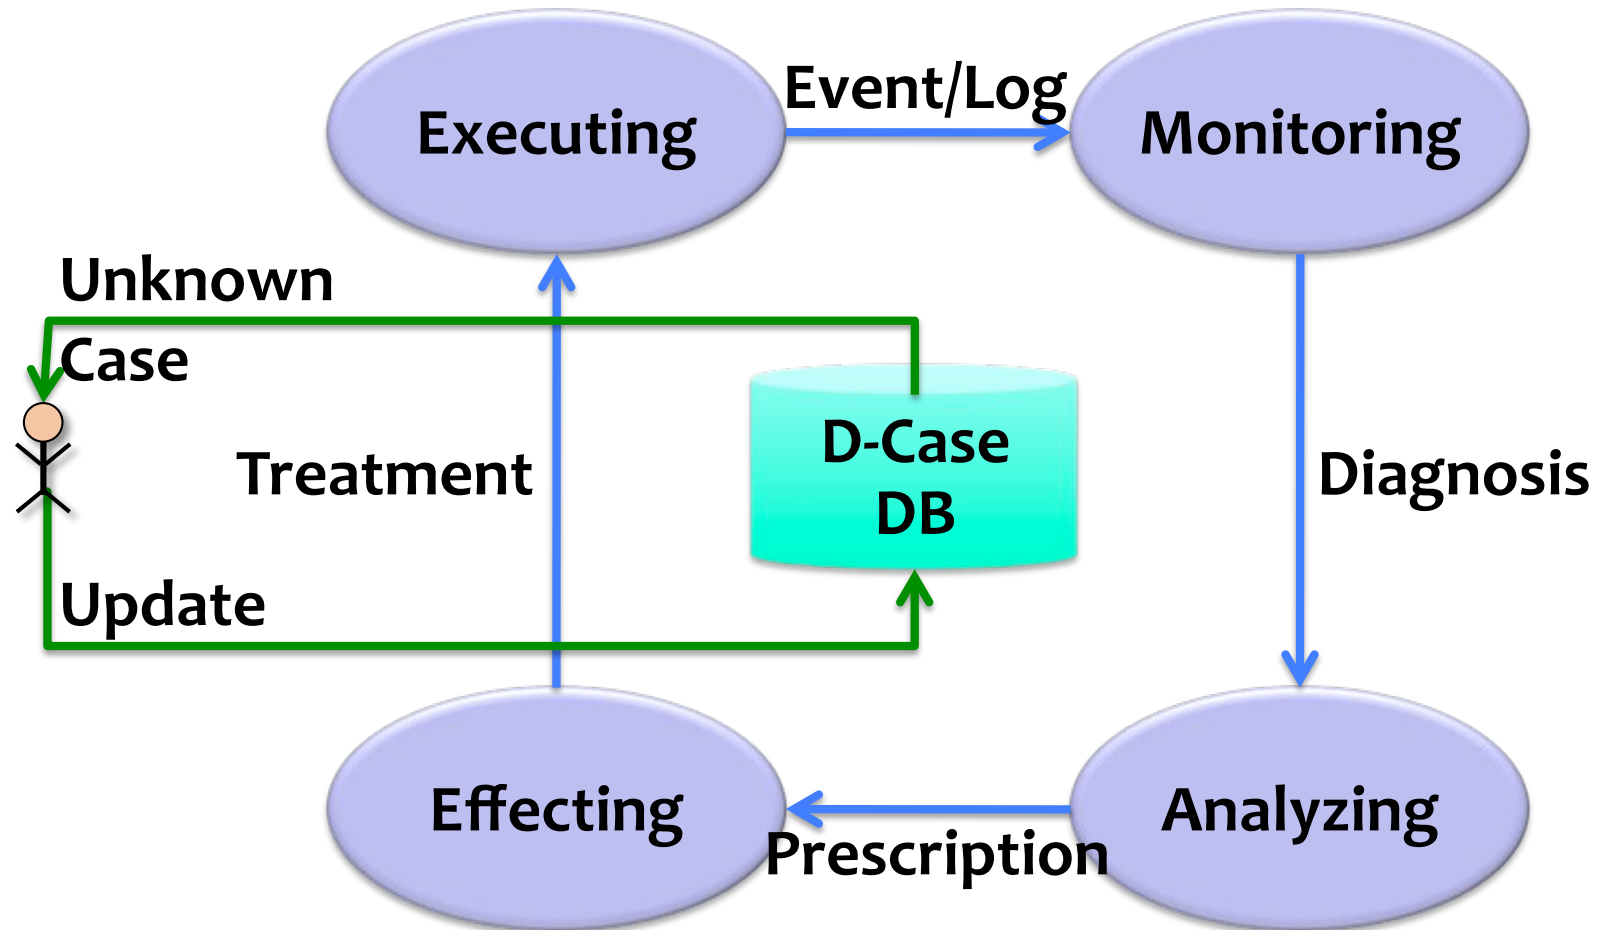 Event/Log
Executing
Monitoring
Unknown
Case
D-Case
DB
Treatment
Diagnosis
Update
Effecting
Analyzing
Prescription